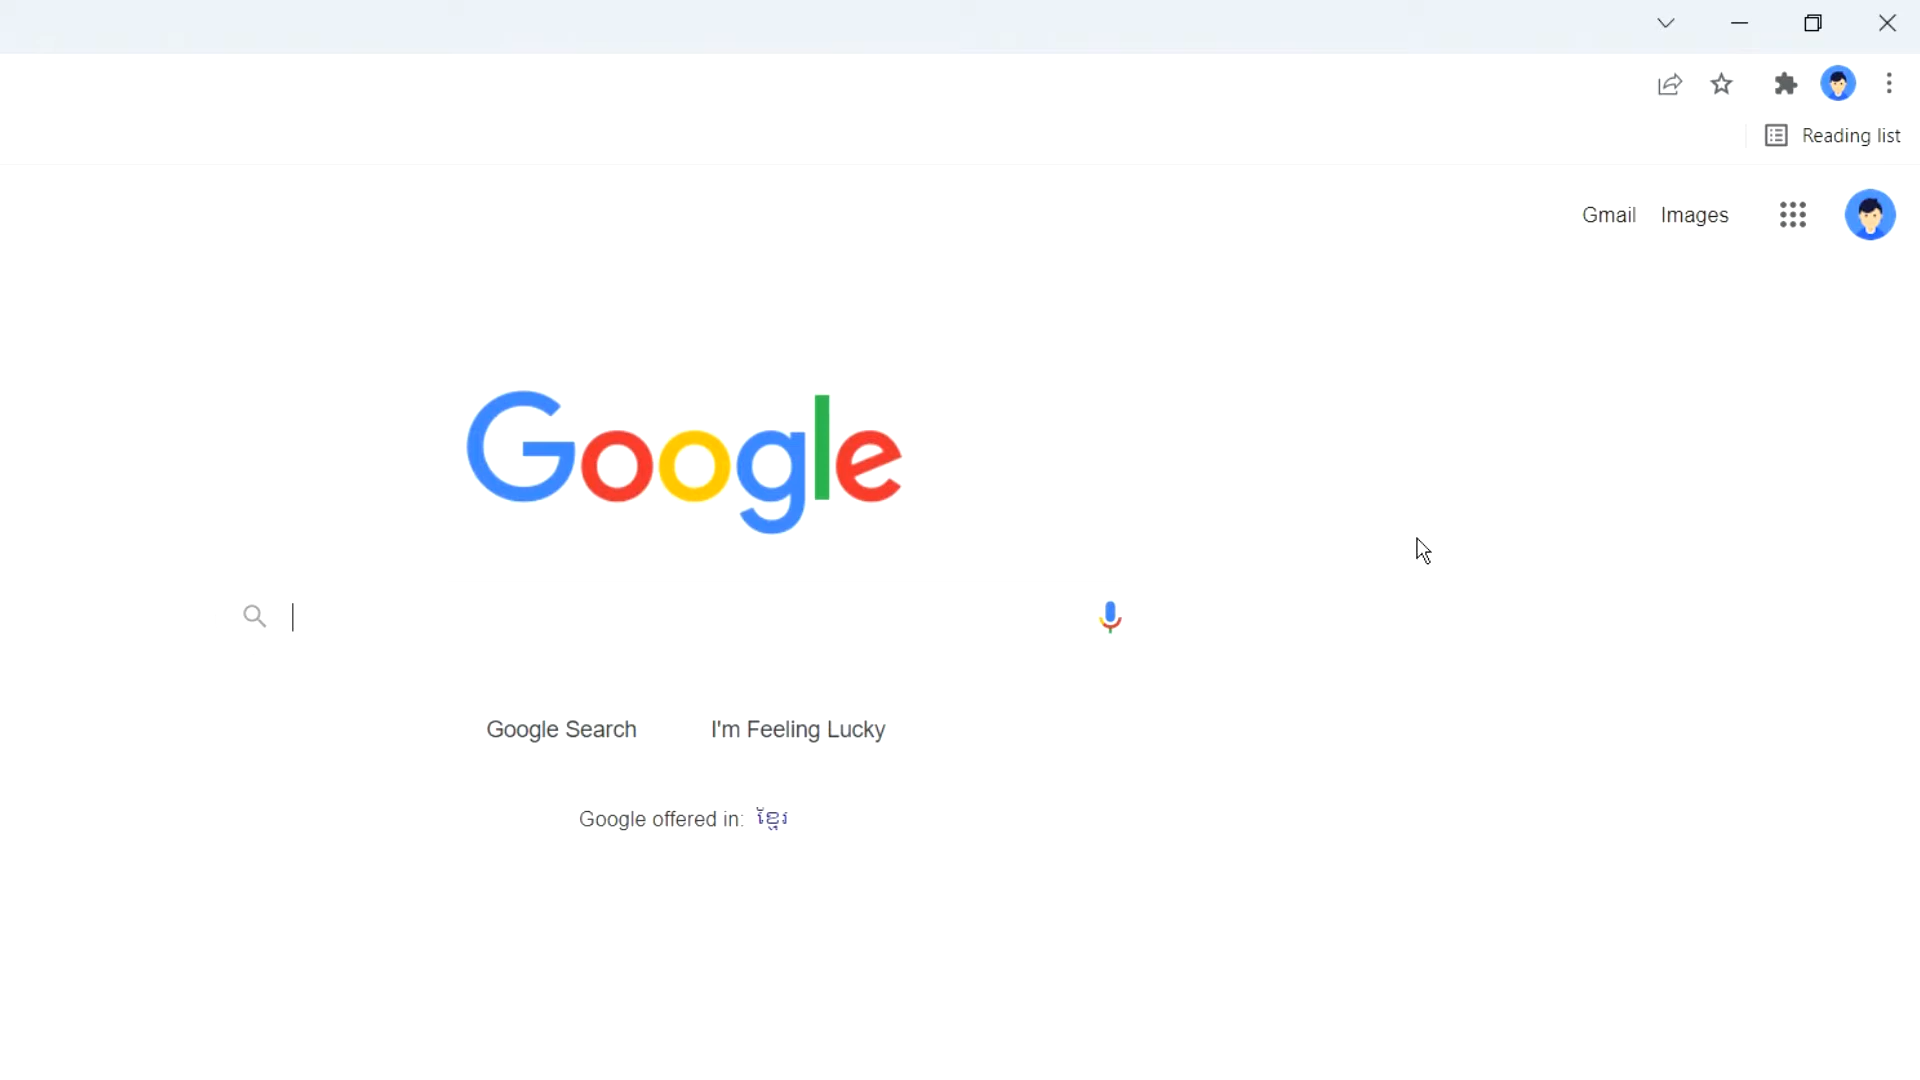 Reading list
Gmail Images
Google
Google Search I'm Feeling Lucky
Google offered in: ខ្មែរ